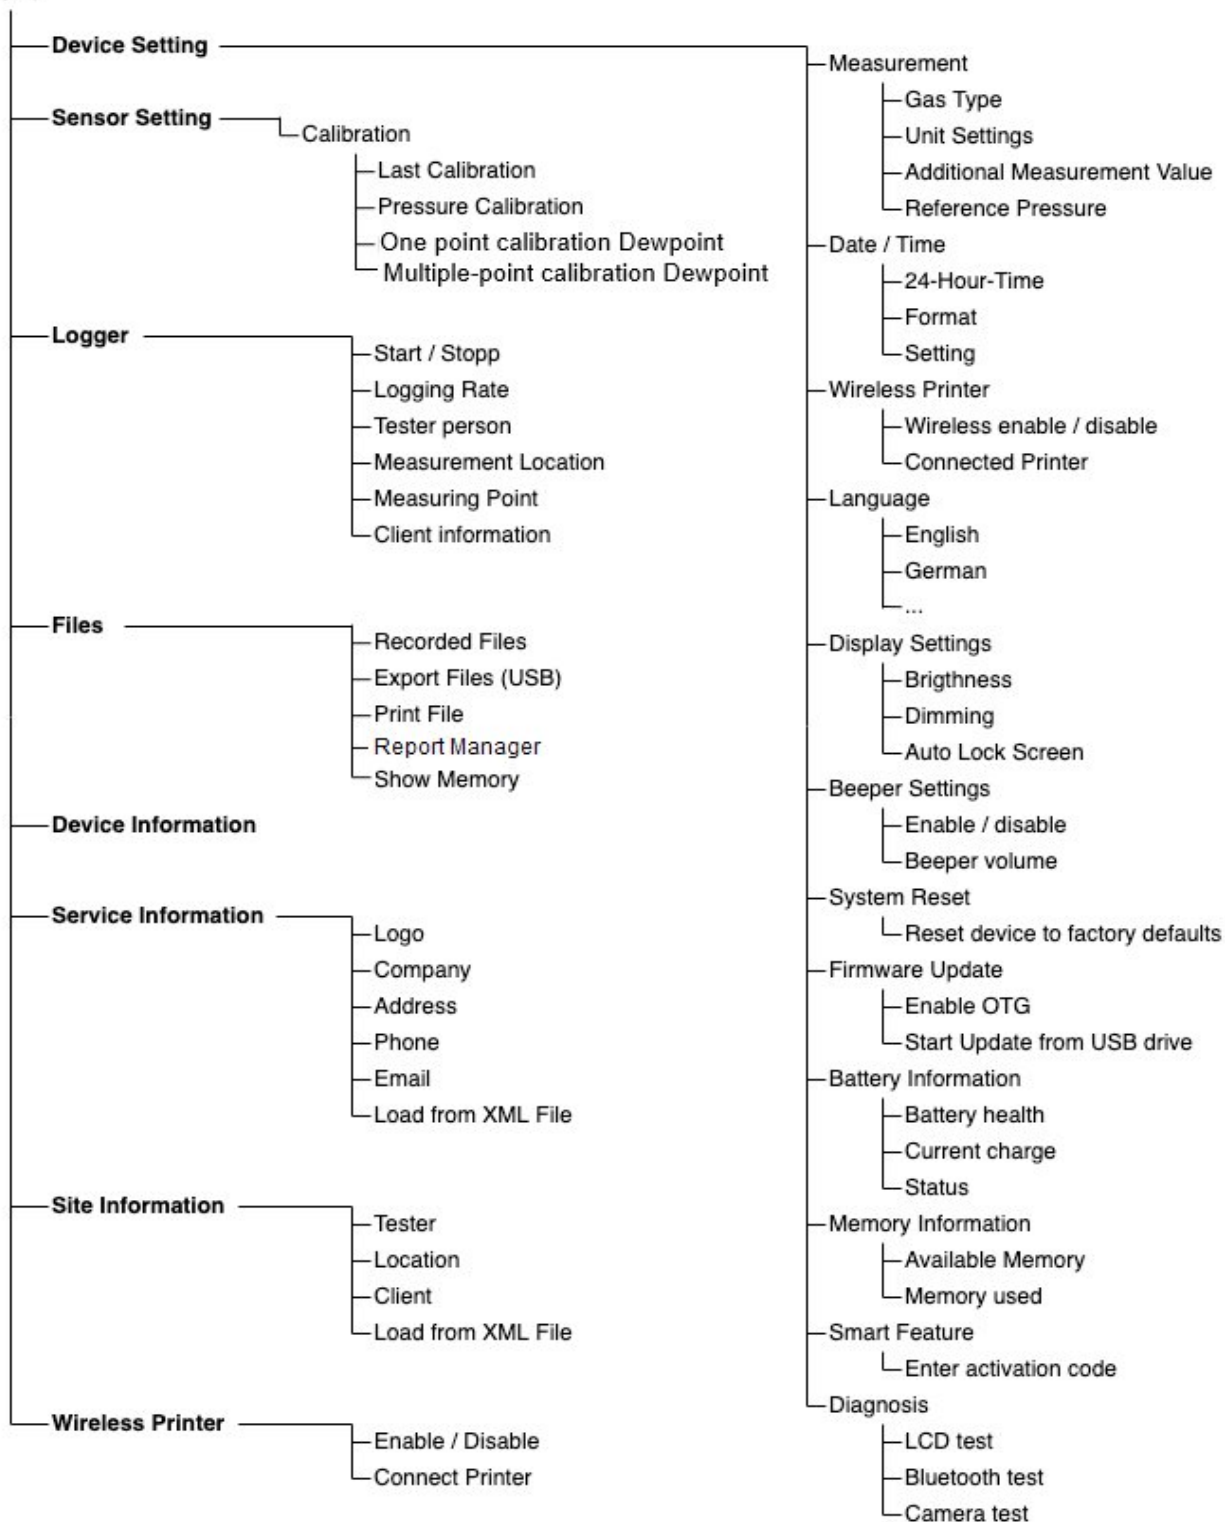 Device Setting
Measurement
Gas Type
Unit Settings
Additional Measurement Value
Reference Pressure
Date / Time
24-Hour-Time
Format
Setting
Wireless Printer
Wireless enable / disable
Connected Printer
Language
English
German
...
Display Settings
Brigthness
Dimming
Auto Lock Screen
Beeper Settings
Enable / disable
Beeper volume
System Reset
Reset device to factory defaults
Firmware Update
Enable OTG
Start Update from USB drive
Battery Information
Battery health
Current charge
Status
Memory Information
Available Memory
Memory used
Smart Feature
Enter activation code
Diagnosis
LCD test
Bluetooth test
Camera test
Sensor Setting
Calibration
Last Calibration
Pressure Calibration
One point calibration Dewpoint
Multiple-point calibration Dewpoint
Logger
Start / Stopp
Logging Rate
Tester person
Measurement Location
Measuring Point
Client information
Files
Recorded Files
Export Files (USB)
Print File
Report Manager
Show Memory
Device Information
Service Information
Logo
Company
Address
Phone
Email
Load from XML File
Site Information
Tester
Location
Client
Load from XML File
Wireless Printer
Enable / Disable
Connect Printer